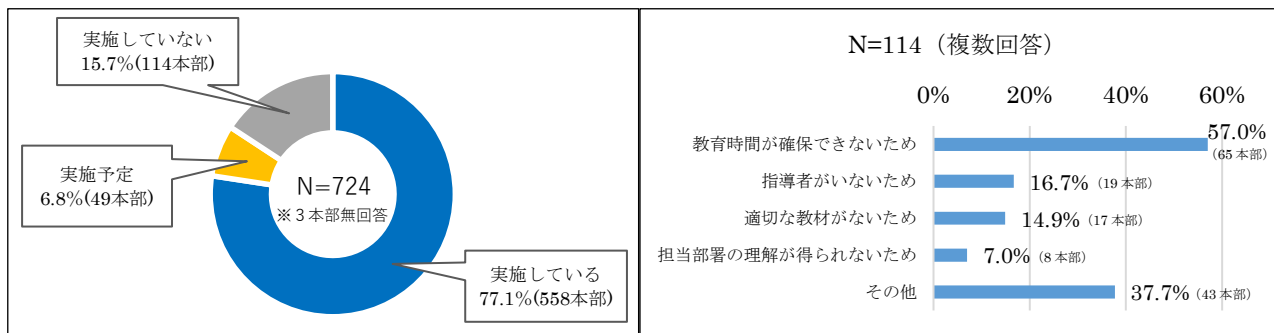 実施していない
15.7%(114本部)
実施予定
6.8%(49本部)
N=724
※3本部無回答
実施している
77.1%(558本部)
N=114（複数回答）
0% 20% 40% 60%
教育時間が確保できないため 57.0%
（65本部）
指導者がいないため 16.7%（19本部）
適切な教材がないため 14.9%（17本部）
担当部署の理解が得られないため 7.0%（8本部）
その他 37.7%（43本部）